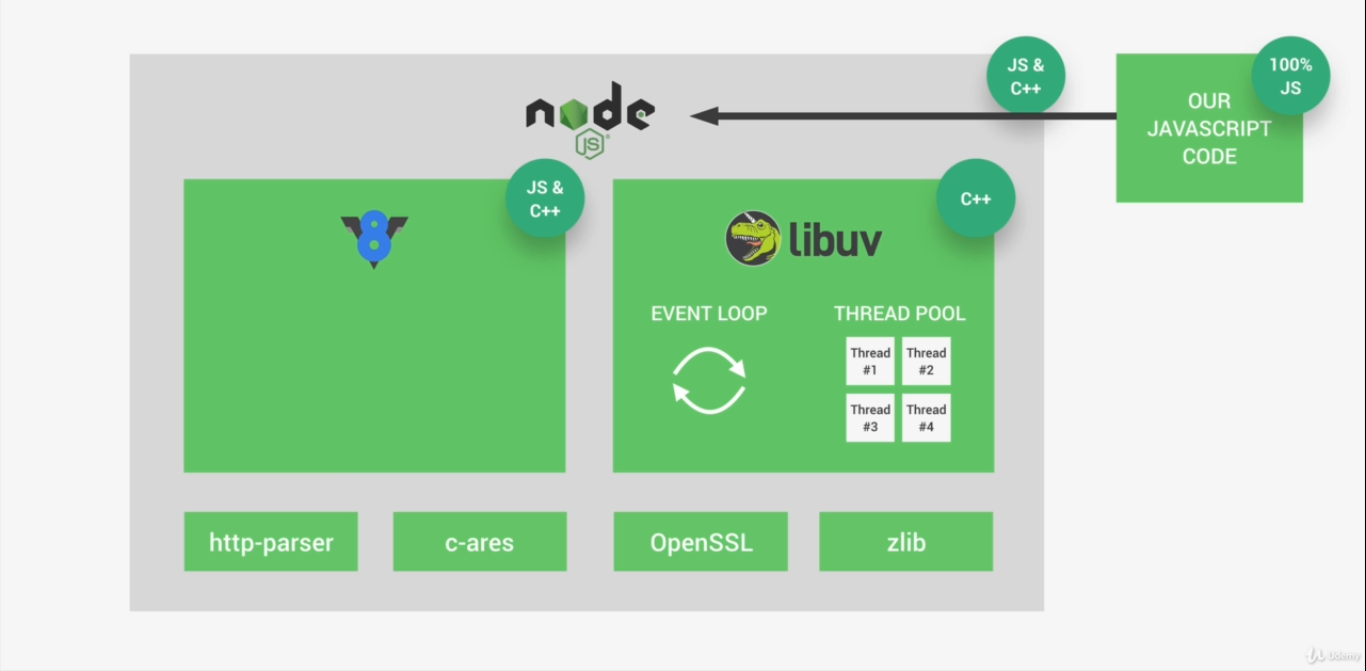 node
JS
JS &
C++
100%
JS
OUR
JAVASCRIPT
CODE
JS &
C++
8
C++
libuv
EVENT LOOP
THREAD POOL
Thread
#1
Thread
#2
Thread
#3
Thread
#4
http-parser
c-ares
OpenSSL
zlib
Udemy